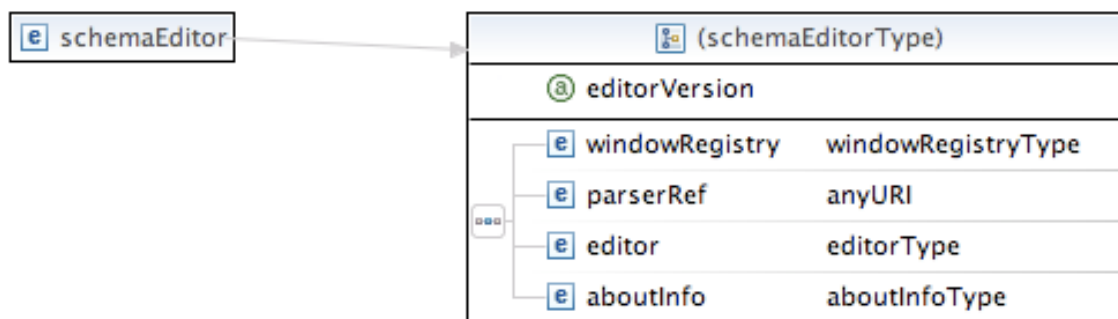 e schemaEditor
(schemaEditorType)
a editorVersion
e windowRegistry windowRegistryType
e parserRef anyURI
e editor editorType
e aboutInfo aboutInfoType